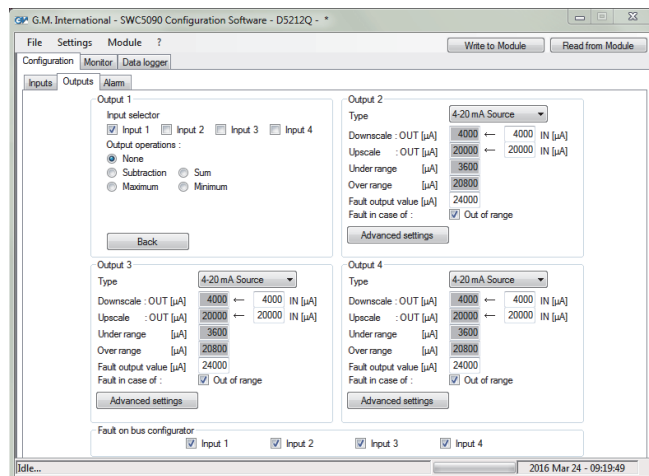 G.M. International - SWC5090 Configuration Software - D5212Q - *
File Settings Module ?
Write to Module Read from Module
Configuration Monitor Data logger
Inputs Outputs Alarm
Output 1
Input selector
Input 1 Input 2 Input 3 Input 4
Output operations :
None
Subtraction Sum
Maximum Minimum
Back
Output 2
Type 4-20 mA Source
Downscale : OUT [µA] 4000 ← 4000 IN [µA]
Upscale : OUT [µA] 20000 ← 20000 IN [µA]
Under range [µA] 3600
Over range [µA] 20800
Fault output value [µA] 24000
Fault in case of : Out of range
Advanced settings
Output 3
Type 4-20 mA Source
Downscale : OUT [µA] 4000 ← 4000 IN [µA]
Upscale : OUT [µA] 20000 ← 20000 IN [µA]
Under range [µA] 3600
Over range [µA] 20800
Fault output value [µA] 24000
Fault in case of : Out of range
Advanced settings
Output 4
Type 4-20 mA Source
Downscale : OUT [µA] 4000 ← 4000 IN [µA]
Upscale : OUT [µA] 20000 ← 20000 IN [µA]
Under range [µA] 3600
Over range [µA] 20800
Fault output value [µA] 24000
Fault in case of : Out of range
Advanced settings
Fault on bus configurator
Input 1 Input 2 Input 3 Input 4
Idle... 2016 Mar 24 - 09:19:49